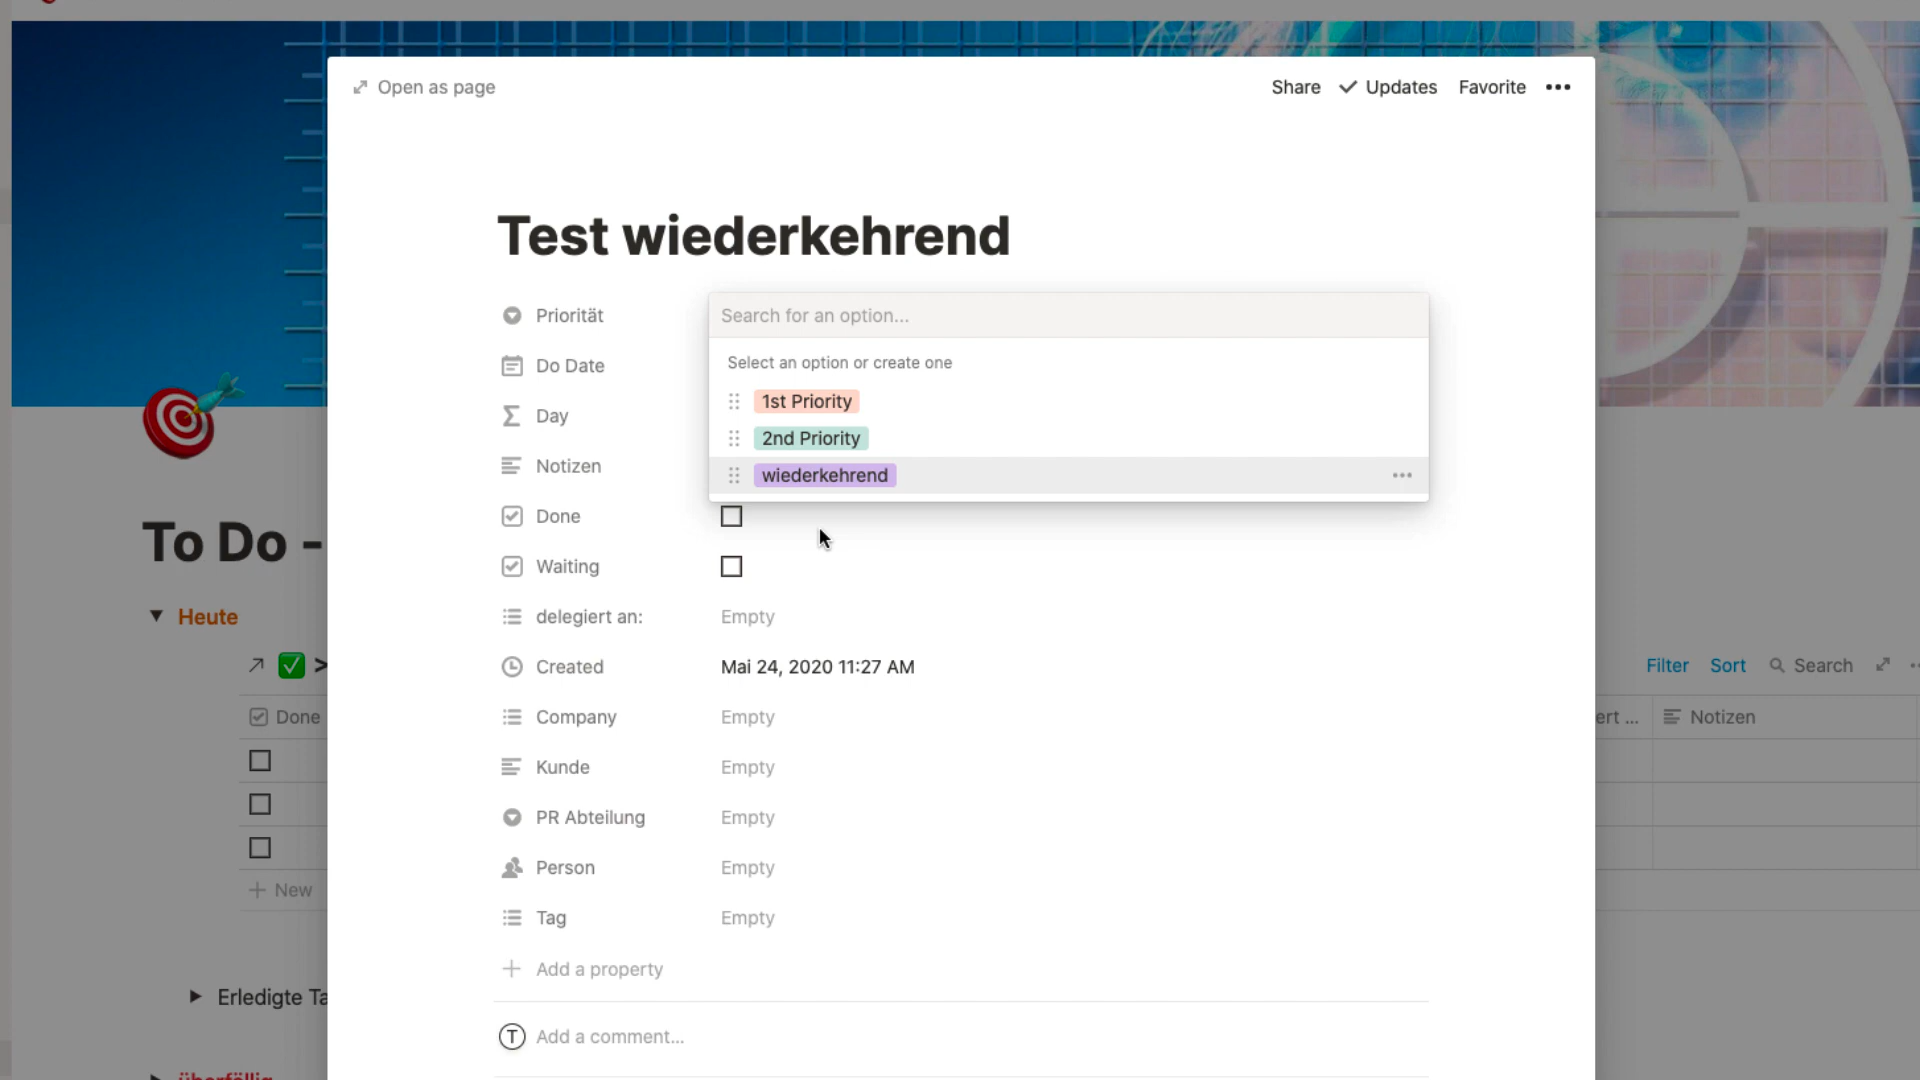 Open as page
Share
Updates
Favorite
Test wiederkehrend
Priorität
Search for an option...
Select an option or create one
Do Date
1st Priority
Day
2nd Priority
Notizen
wiederkehrend
Done
Waiting
delegiert an:
Empty
Created
Mai 24, 2020 11:27 AM
Company
Empty
Kunde
Empty
PR Abteilung
Empty
Person
Empty
Tag
Empty
Add a property
T
Add a comment...
To Do -
Heute
>
Filter
Sort
Search
Done
ert ...
Notizen
New
Erledigte Ta
überfällig